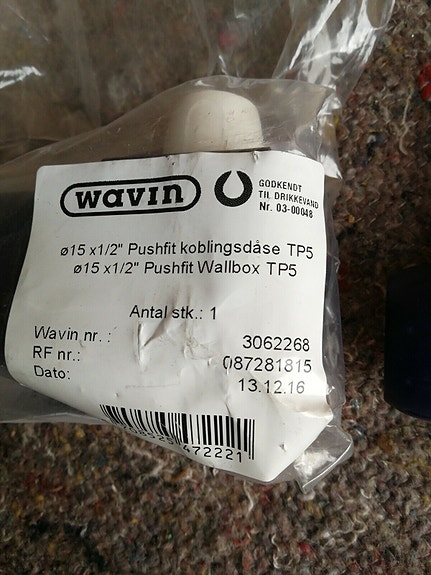 wavin
GODKENDT
TIL DRIKKEVAND
Nr. 03-00048
ø15 x1/2" Pushfit koblingsdåse TP5
ø15 x1/2" Pushfit Wallbox TP5
Antal stk.: 1
Wavin nr. : 3062268
RF nr.: 087281815
Dato: 13.12.16
472221